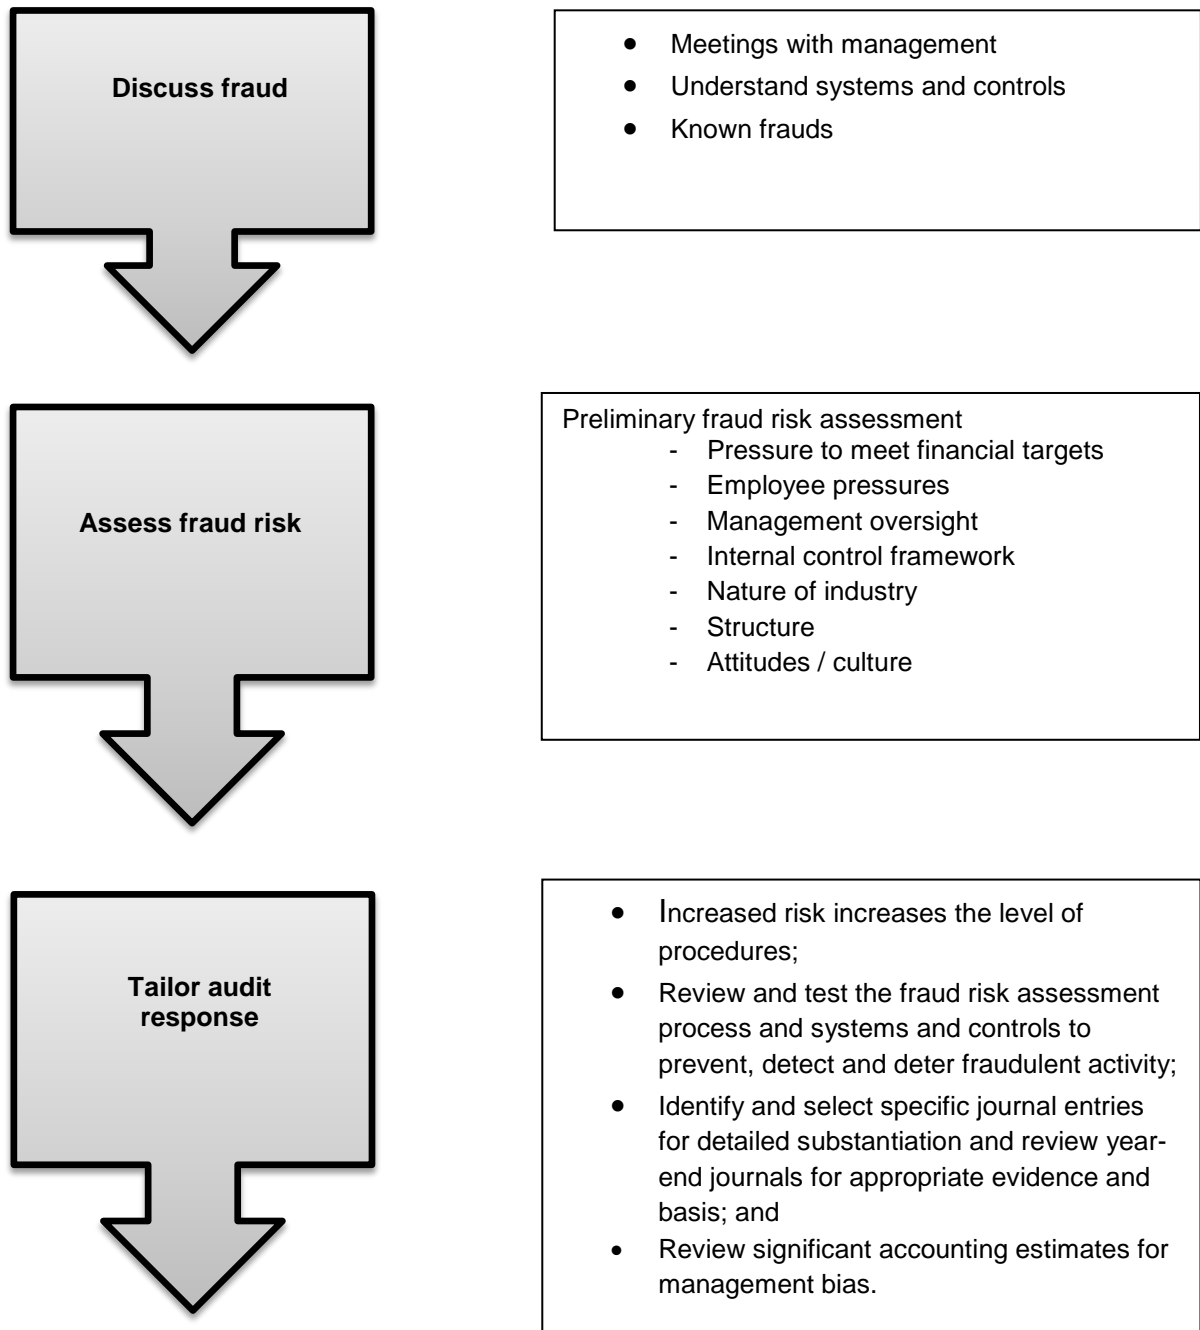 Discuss fraud
● Meetings with management
● Understand systems and controls
● Known frauds
Assess fraud risk
Preliminary fraud risk assessment
- Pressure to meet financial targets
- Employee pressures
- Management oversight
- Internal control framework
- Nature of industry
- Structure
- Attitudes / culture
Tailor audit
response
● Increased risk increases the level of
procedures;
● Review and test the fraud risk assessment
process and systems and controls to
prevent, detect and deter fraudulent activity;
● Identify and select specific journal entries
for detailed substantiation and review year-
end journals for appropriate evidence and
basis; and
● Review significant accounting estimates for
management bias.